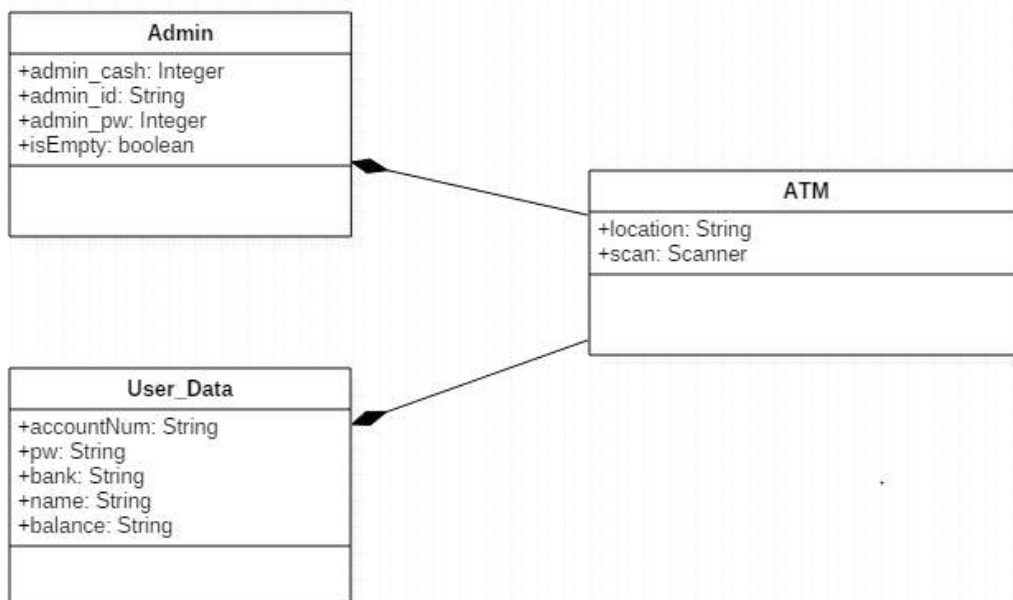 Admin
+admin_cash: Integer
+admin_id: String
+admin_pw: Integer
+isEmpty: boolean
ATM
+location: String
+scan: Scanner
User_Data
+accountNum: String
+pw: String
+bank: String
+name: String
+balance: String